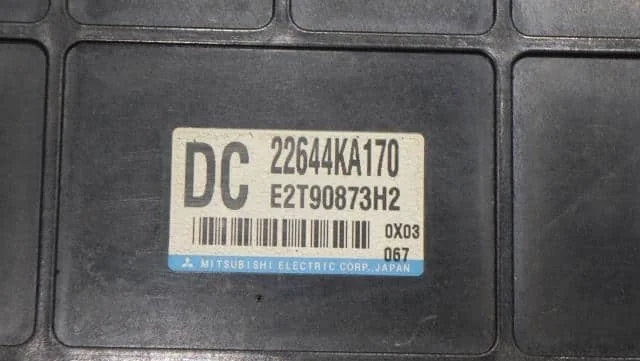 DC 22644KA170
E2T90873H2
0X03
067
MITSUBISHI ELECTRIC CORP.,JAPAN